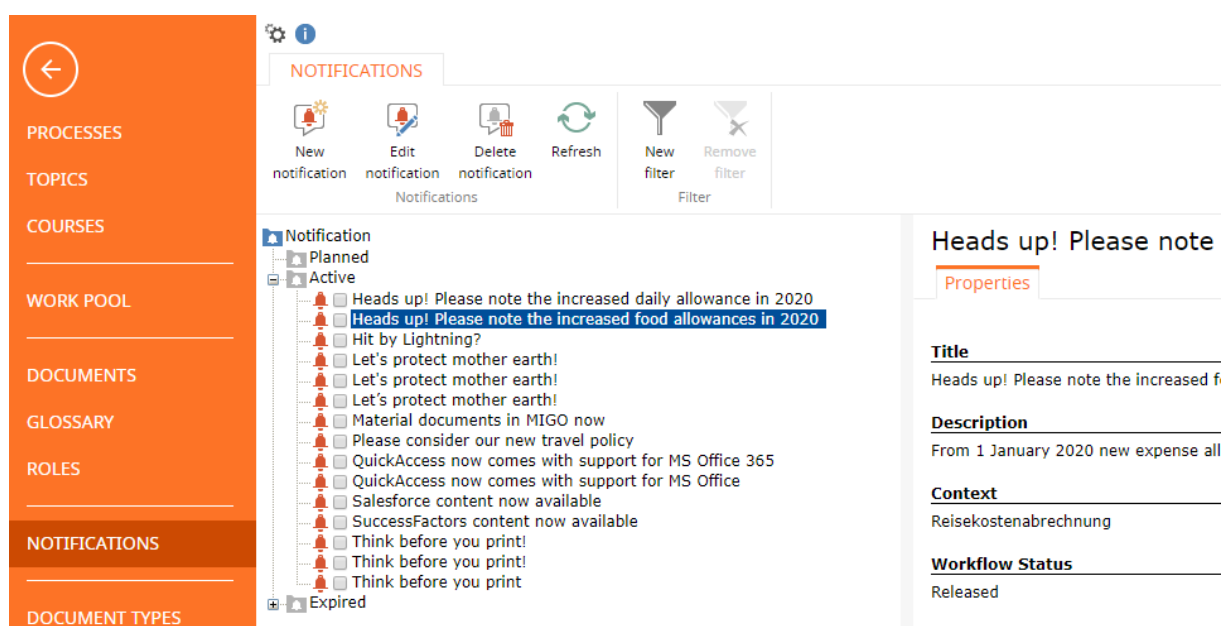 PROCESSES
TOPICS
COURSES
WORK POOL
DOCUMENTS
GLOSSARY
ROLES
NOTIFICATIONS
DOCUMENT TYPES
NOTIFICATIONS
New notification
Edit notification
Delete notification
Refresh
Notifications
New filter
Remove filter
Filter
Notification
Planned
Active
Heads up! Please note the increased daily allowance in 2020
Heads up! Please note the increased food allowances in 2020
Hit by Lightning?
Let's protect mother earth!
Let's protect mother earth!
Let´s protect mother earth!
Material documents in MIGO now
Please consider our new travel policy
QuickAccess now comes with support for MS Office 365
QuickAccess now comes with support for MS Office
Salesforce content now available
SuccessFactors content now available
Think before you print!
Think before you print!
Think before you print
Expired
Heads up! Please note
Properties
Title
Heads up! Please note the increased f
Description
From 1 January 2020 new expense all
Context
Reisekostenabrechnung
Workflow Status
Released